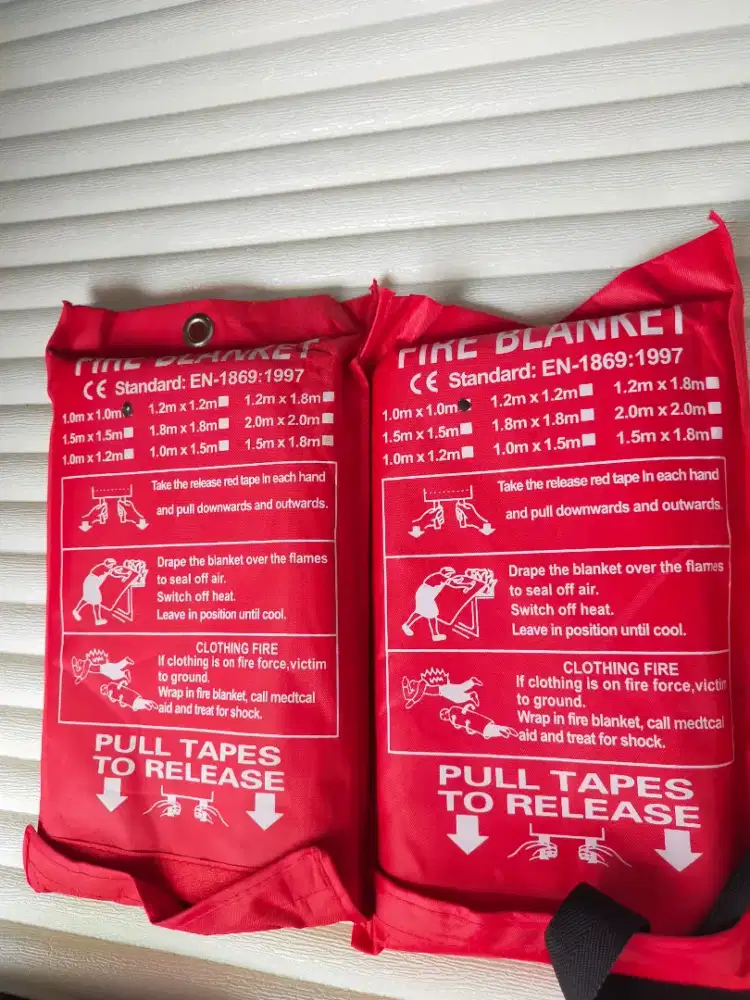 FIRE BLANKET
CE Standard: EN-1869:1997
1.0m x 1.0m 1.2m x 1.2m 1.2m x 1.8m
1.5m x 1.5m 1.8m x 1.8m 2.0m x 2.0m
1.0m x 1.2m 1.0m x 1.5m 1.5m x 1.8m
Take the release red tape in each hand
and pull downwards and outwards.
Drape the blanket over the flames
to seal off air.
Switch off heat.
Leave in position until cool.
CLOTHING FIRE
If clothing is on fire force,victim
to ground.
Wrap in fire blanket, call medtcal
aid and treat for shock.
PULL TAPES
TO RELEASE
FIRE BLANKET
CE Standard: EN-1869:1997
1.0m x 1.0m 1.2m x 1.2m 1.2m x 1.8m
1.5m x 1.5m 1.8m x 1.8m 2.0m x 2.0m
1.0m x 1.2m 1.0m x 1.5m 1.5m x 1.8m
Take the release red tape in each hand
and pull downwards and outwards.
Drape the blanket over the flames
to seal off air.
Switch off heat.
Leave in position until cool.
CLOTHING FIRE
If clothing is on fire force,victim
to ground.
Wrap in fire blanket, call medtcal
aid and treat for shock.
PULL TAPES
TO RELEASE